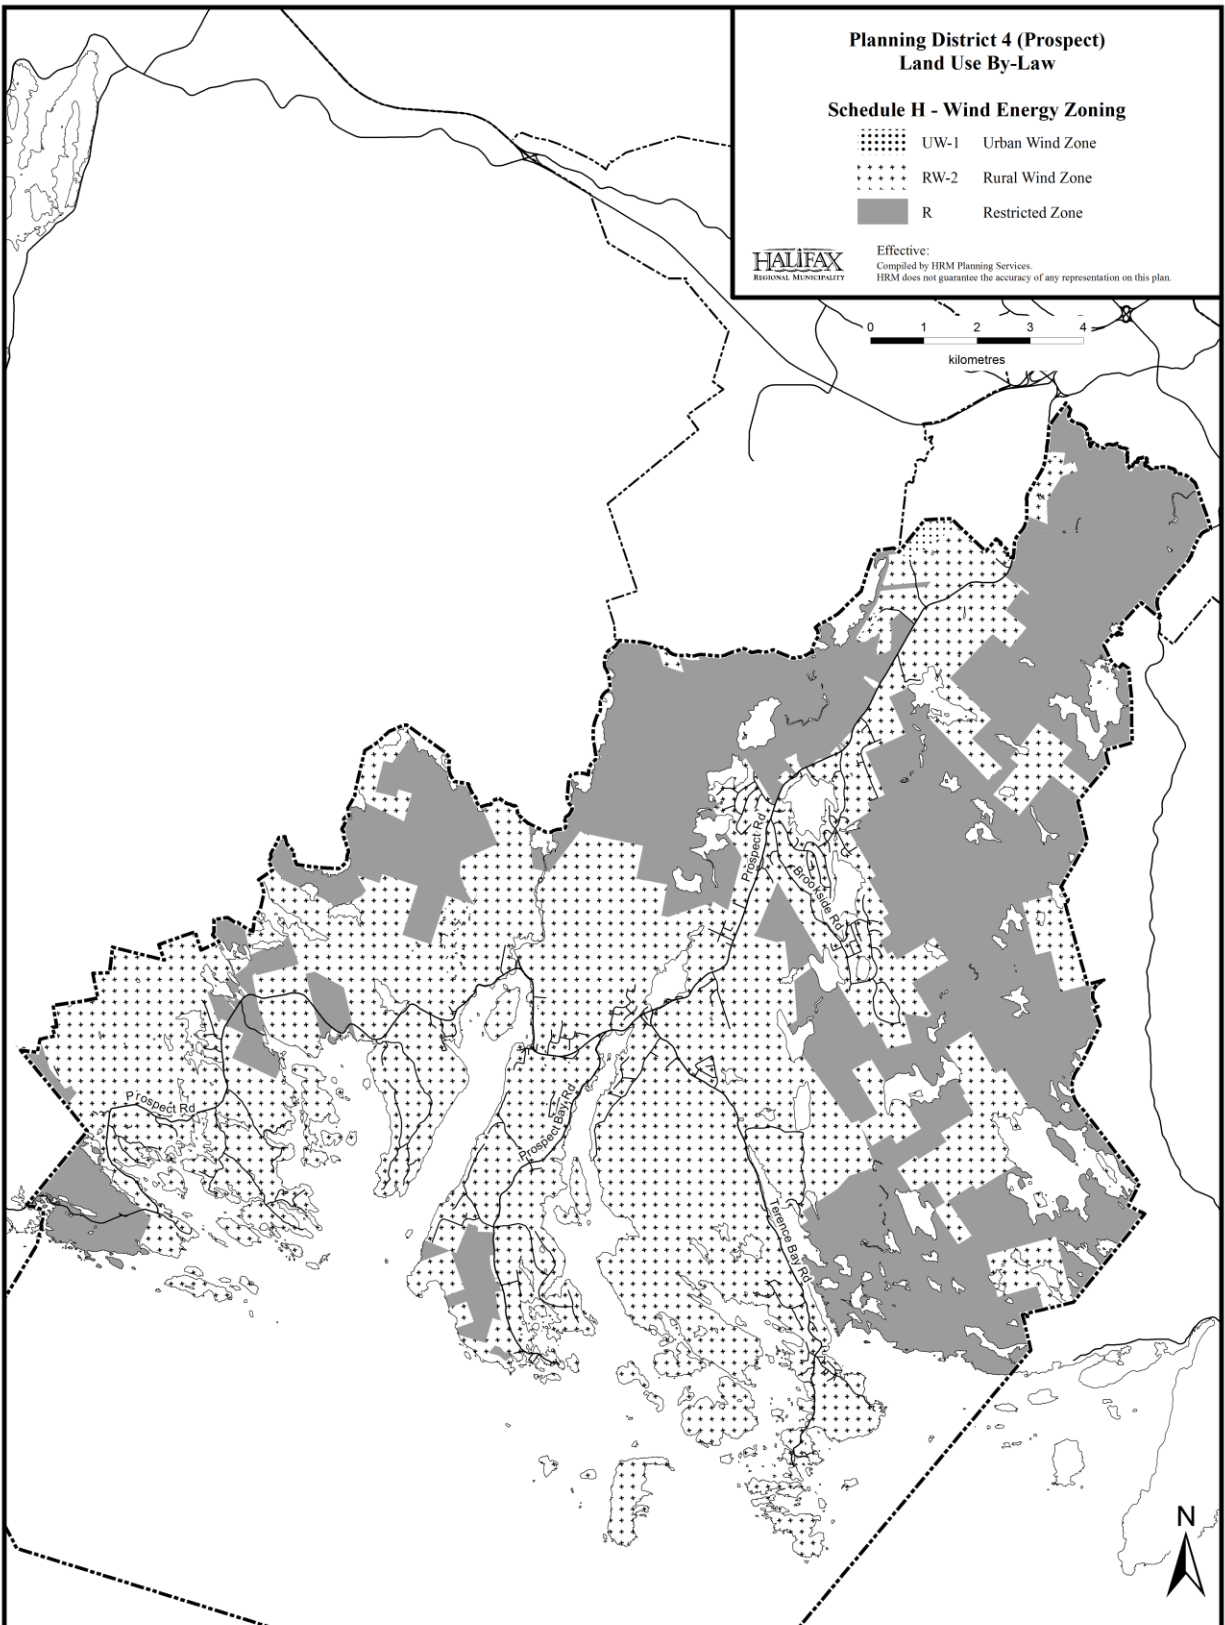 Planning District 4 (Prospect)
Land Use By-Law
Schedule H - Wind Energy Zoning
UW-1 Urban Wind Zone
RW-2 Rural Wind Zone
R Restricted Zone
HALIFAX
REGIONAL MUNICIPALITY
Effective:
Compiled by HRM Planning Services.
HRM does not guarantee the accuracy of any representation on this plan.
0 1 2 3 4
kilometres
Prospect Rd
Brookside Rd
Prospect Rd
Prospect Bay Rd
Terence Bay Rd
N